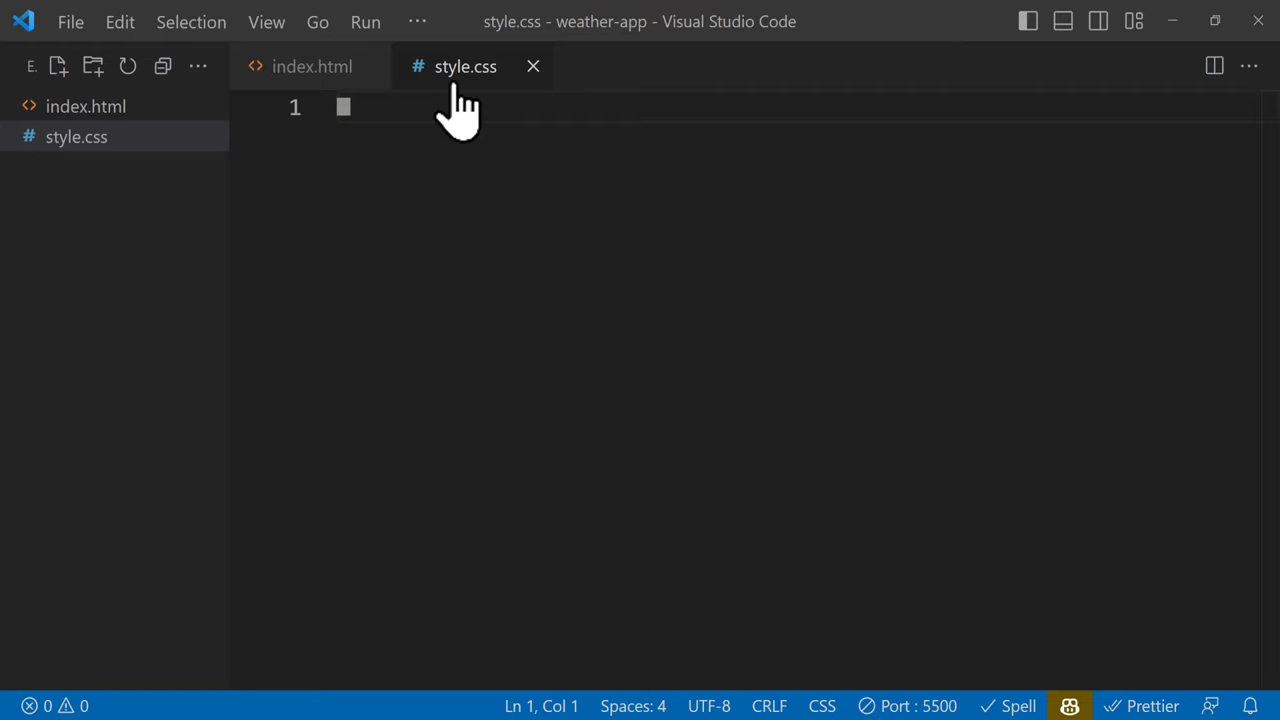 File Edit Selection View Go Run ··· style.css - weather-app - Visual Studio Code
E. ··· index.html # style.css
index.html
# style.css
1
0 0 Ln 1, Col 1 Spaces: 4 UTF-8 CRLF CSS Port : 5500 Spell Prettier